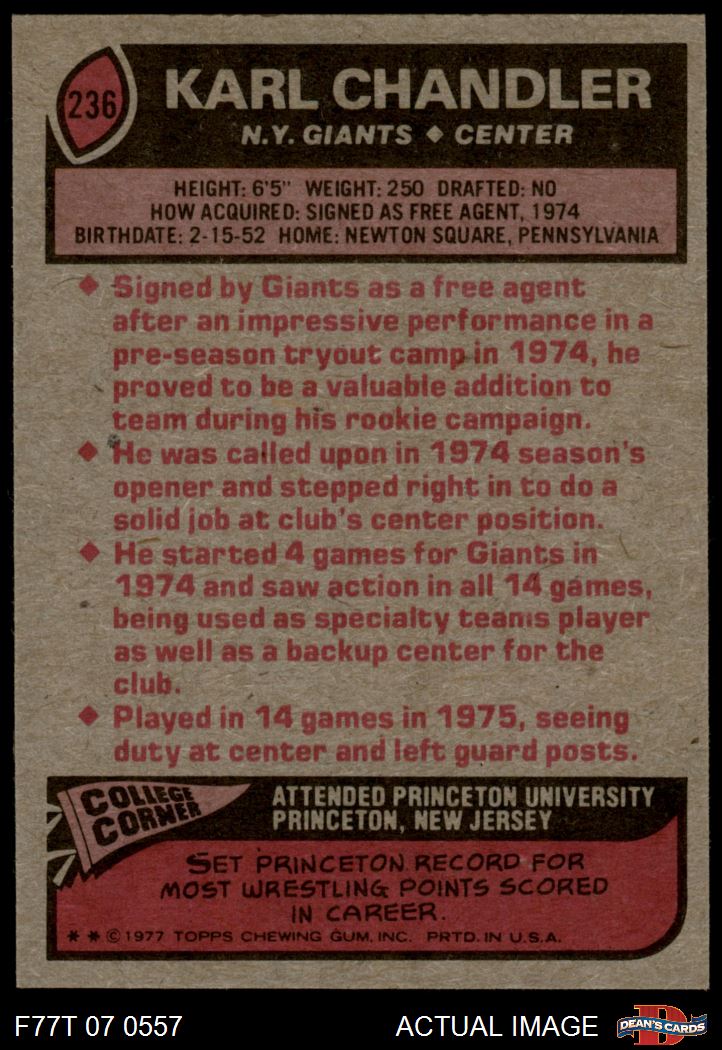 236
KARL CHANDLER
N.Y. GIANTS ◆ CENTER
HEIGHT: 6'5" WEIGHT: 250 DRAFTED: NO
HOW ACQUIRED: SIGNED AS FREE AGENT, 1974
BIRTHDATE: 2-15-52 HOME: NEWTON SQUARE, PENNSYLVANIA
◆ Signed by Giants as a free agent
after an impressive performance in a
pre-season tryout camp in 1974, he
proved to be a valuable addition to
team during his rookie campaign.
◆ He was called upon in 1974 season's
opener and stepped right in to do a
solid job at club's center position.
◆ He started 4 games for Giants in
1974 and saw action in all 14 games,
being used as specialty teams player
as well as a backup center for the
club.
◆ Played in 14 games in 1975, seeing
duty at center and left guard posts.
COLLEGE
CORNER
ATTENDED PRINCETON UNIVERSITY
PRINCETON, NEW JERSEY
SET PRINCETON RECORD FOR
MOST WRESTLING POINTS SCORED
IN CAREER.
* * © 1977 TOPPS CHEWING GUM, INC. PRTD. IN U.S.A.
F77T 07 0557
ACTUAL IMAGE
D
DEAN'S CARDS